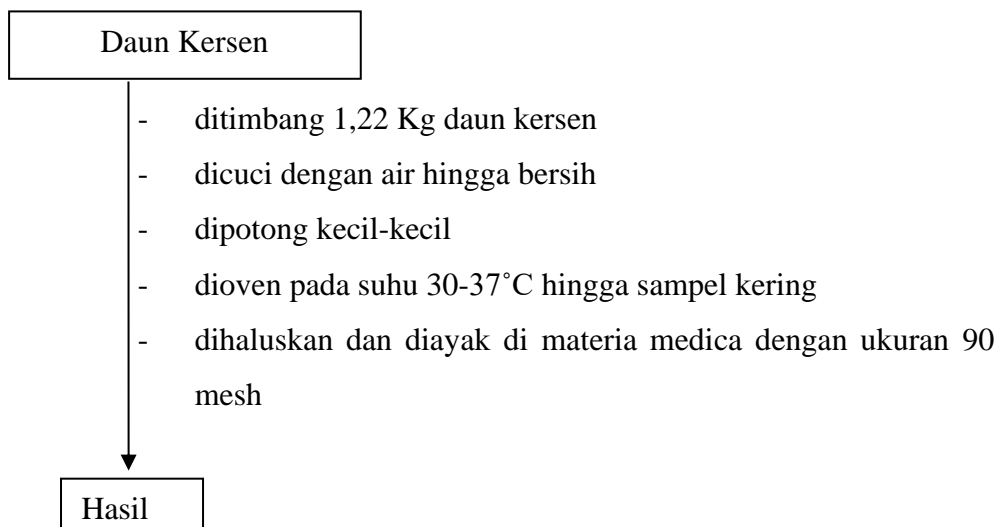 Daun Kersen
- ditimbang 1,22 Kg daun kersen
- dicuci dengan air hingga bersih
- dipotong kecil-kecil
- dioven pada suhu 30-37˚C hingga sampel kering
- dihaluskan dan diayak di materia medica dengan ukuran 90
mesh
Hasil